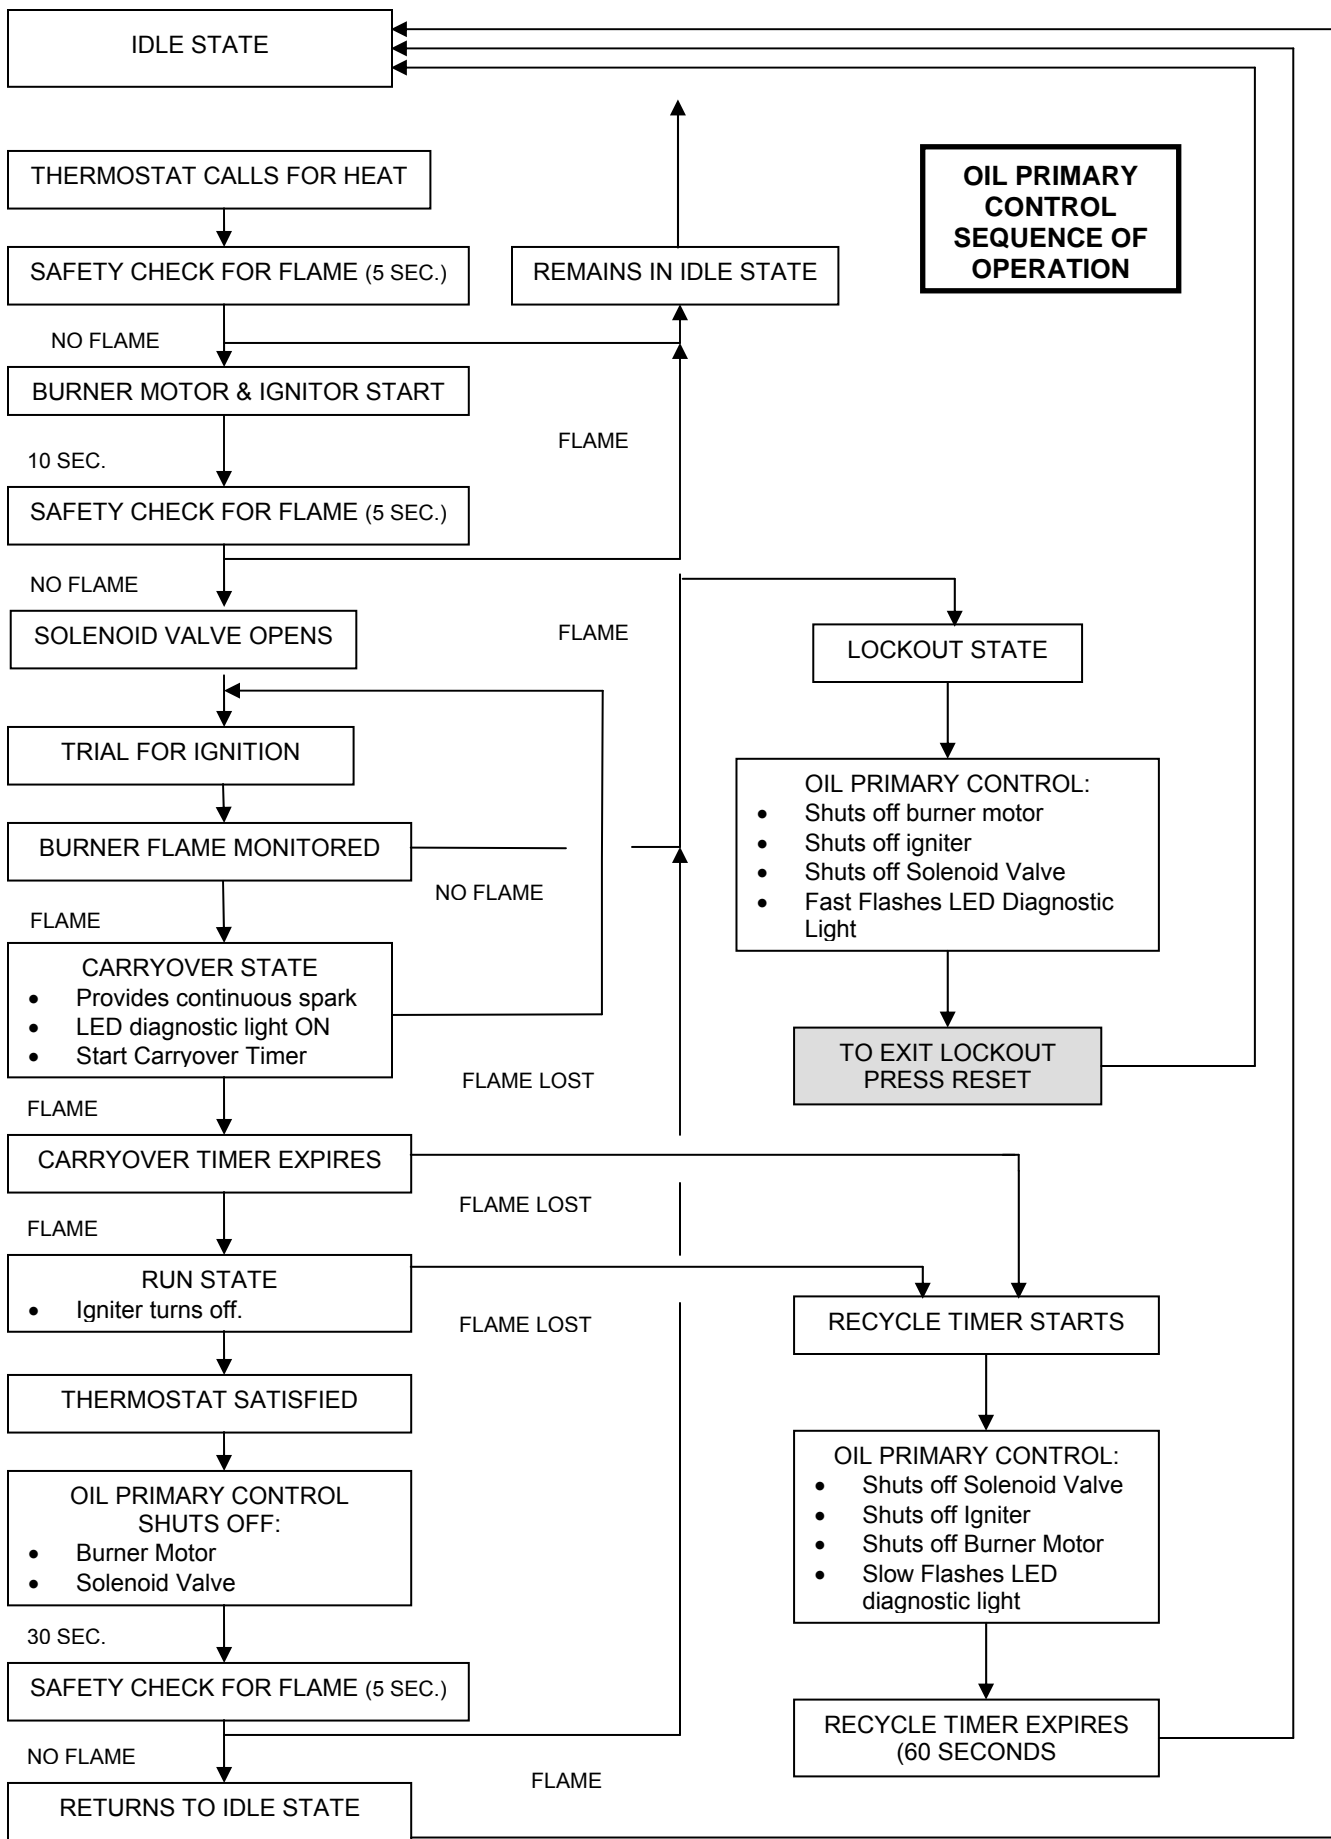 IDLE STATE
THERMOSTAT CALLS FOR HEAT
OIL PRIMARY
CONTROL
SEQUENCE OF
OPERATION
SAFETY CHECK FOR FLAME (5 SEC.)
REMAINS IN IDLE STATE
NO FLAME
BURNER MOTOR & IGNITOR START
FLAME
10 SEC.
SAFETY CHECK FOR FLAME (5 SEC.)
NO FLAME
SOLENOID VALVE OPENS
FLAME
LOCKOUT STATE
TRIAL FOR IGNITION
OIL PRIMARY CONTROL:
• Shuts off burner motor
• Shuts off igniter
• Shuts off Solenoid Valve
• Fast Flashes LED Diagnostic
Light
BURNER FLAME MONITORED
NO FLAME
FLAME
CARRYOVER STATE
• Provides continuous spark
• LED diagnostic light ON
• Start Carryover Timer
TO EXIT LOCKOUT
PRESS RESET
FLAME LOST
FLAME
CARRYOVER TIMER EXPIRES
FLAME LOST
FLAME
RUN STATE
• Igniter turns off.
FLAME LOST
RECYCLE TIMER STARTS
THERMOSTAT SATISFIED
OIL PRIMARY CONTROL:
• Shuts off Solenoid Valve
• Shuts off Igniter
• Shuts off Burner Motor
• Slow Flashes LED
diagnostic light
OIL PRIMARY CONTROL
SHUTS OFF:
• Burner Motor
• Solenoid Valve
30 SEC.
SAFETY CHECK FOR FLAME (5 SEC.)
RECYCLE TIMER EXPIRES
(60 SECONDS
NO FLAME
FLAME
RETURNS TO IDLE STATE